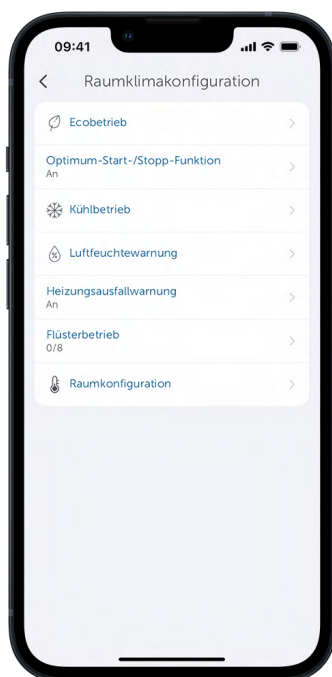 09:41
Raumklimakonfiguration
Ecobetrieb
Optimum-Start-/Stopp-Funktion
An
Kühlbetrieb
Luftfeuchtewarnung
Heizungsausfallwarnung
An
Flüsterbetrieb
0/8
Raumkonfiguration